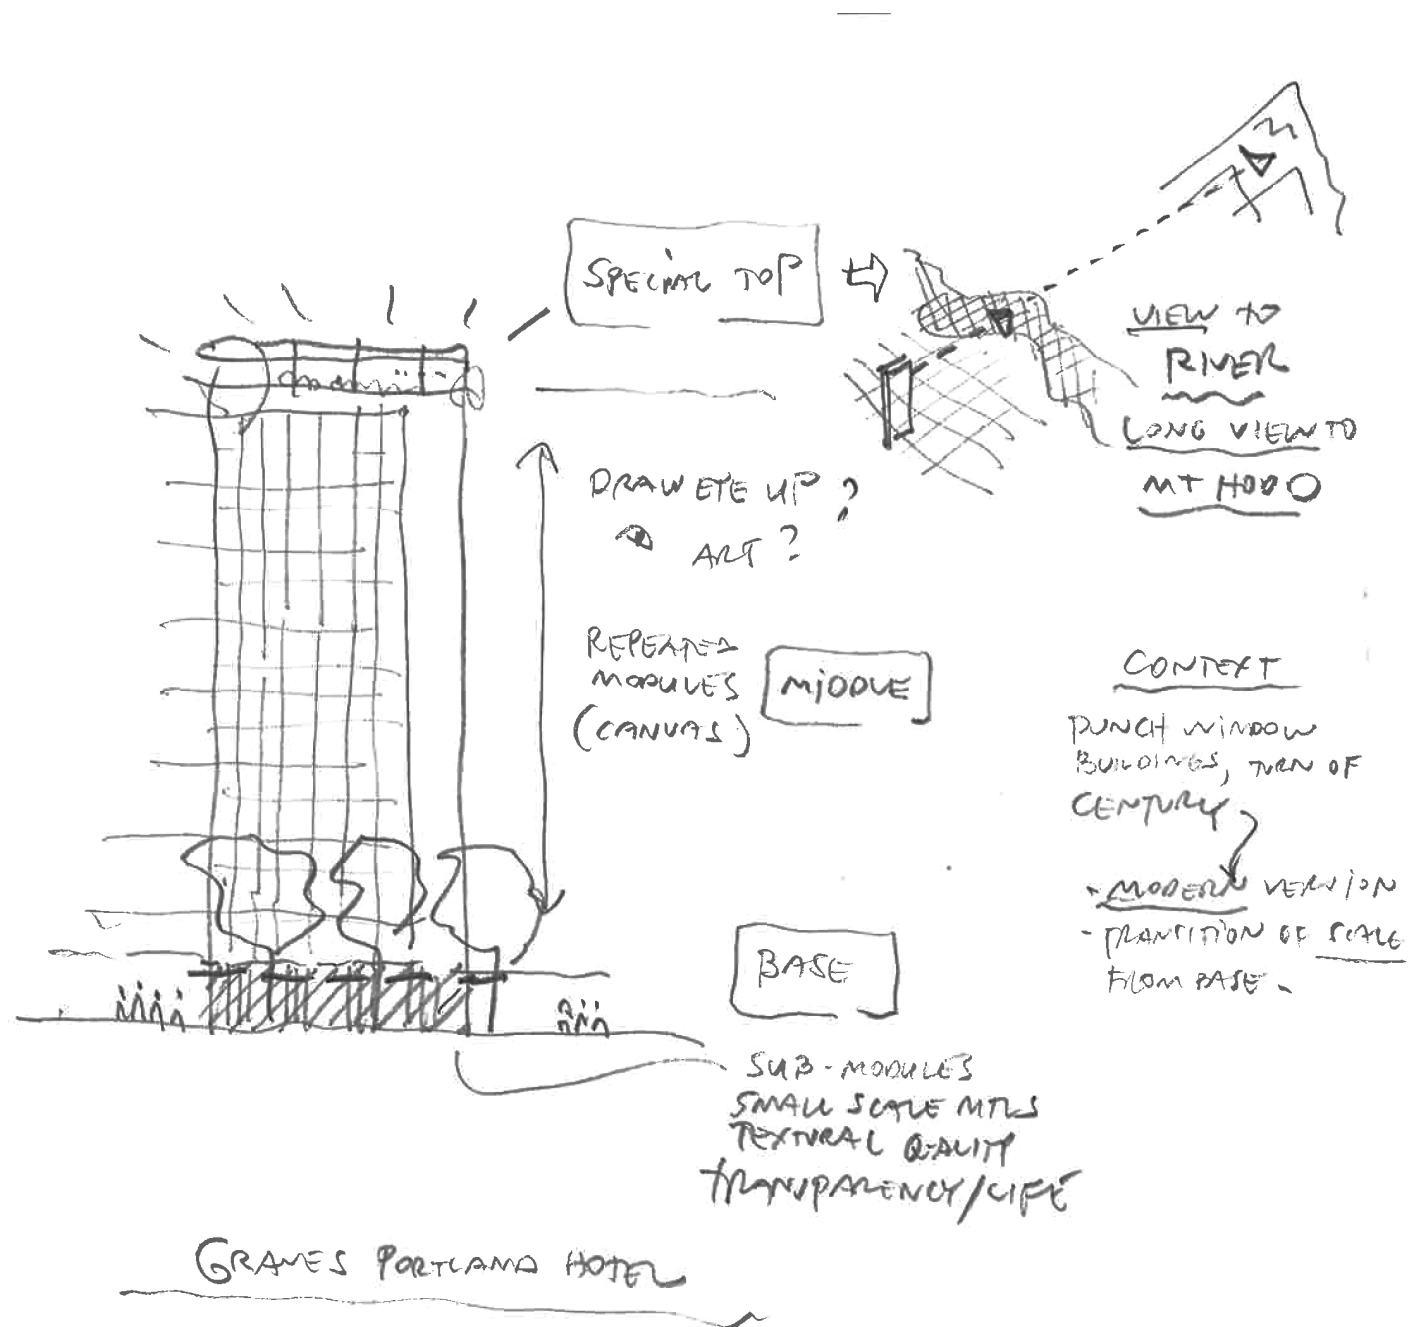 SPECIAL TOP
VIEW TO
RIVER
LONG VIEW TO
MT HOOD
DRAW EYE UP?
ART?
REPEATED
MODULES
(CANVAS)
MIDDLE
CONTEXT
PUNCH WINDOW
BUILDINGS, TURN OF
CENTURY
- MODERN VERSION
- TRANSITION OF SCALE
FROM BASE.
BASE
SUB-MODULES
SMALL SCALE MTLS
TEXTURAL QUALITY
TRANSPARENCY/LIFE
GRAVES PORTLAND HOTEL